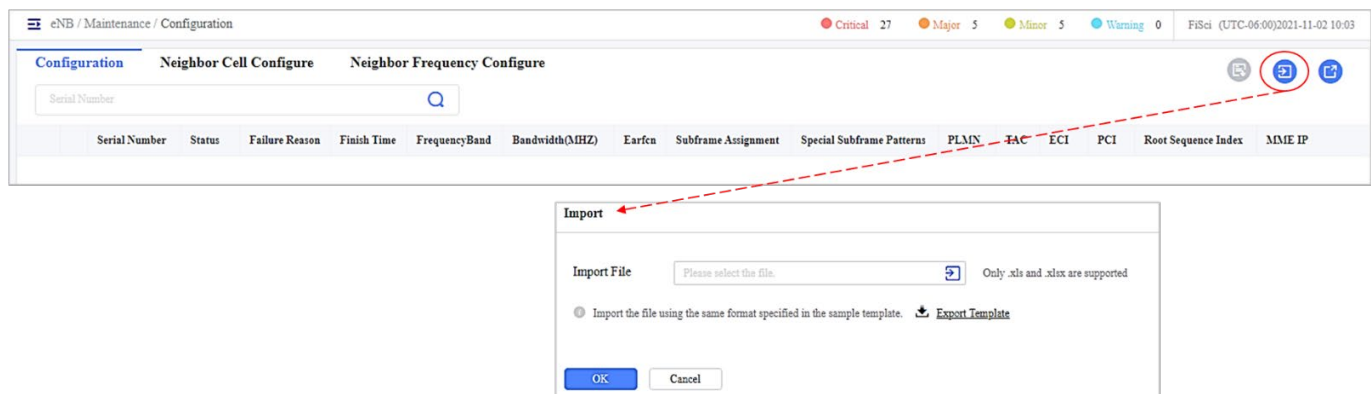 eNB / Maintenance / Configuration Critical 27 Major 5 Minor 5 Warning 0 FiSci (UTC-06:00)2021-11-02 10:03
Configuration Neighbor Cell Configure Neighbor Frequency Configure
Serial Number
Serial Number Status Failure Reason Finish Time FrequencyBand Bandwidth(MHZ) Earfcn Subframe Assignment Special Subframe Patterns PLMN TAC ECI PCI Root Sequence Index MME IP
Import
Import File Please select the file. Only .xls and .xlsx are supported
Import the file using the same format specified in the sample template. Export Template
OK Cancel